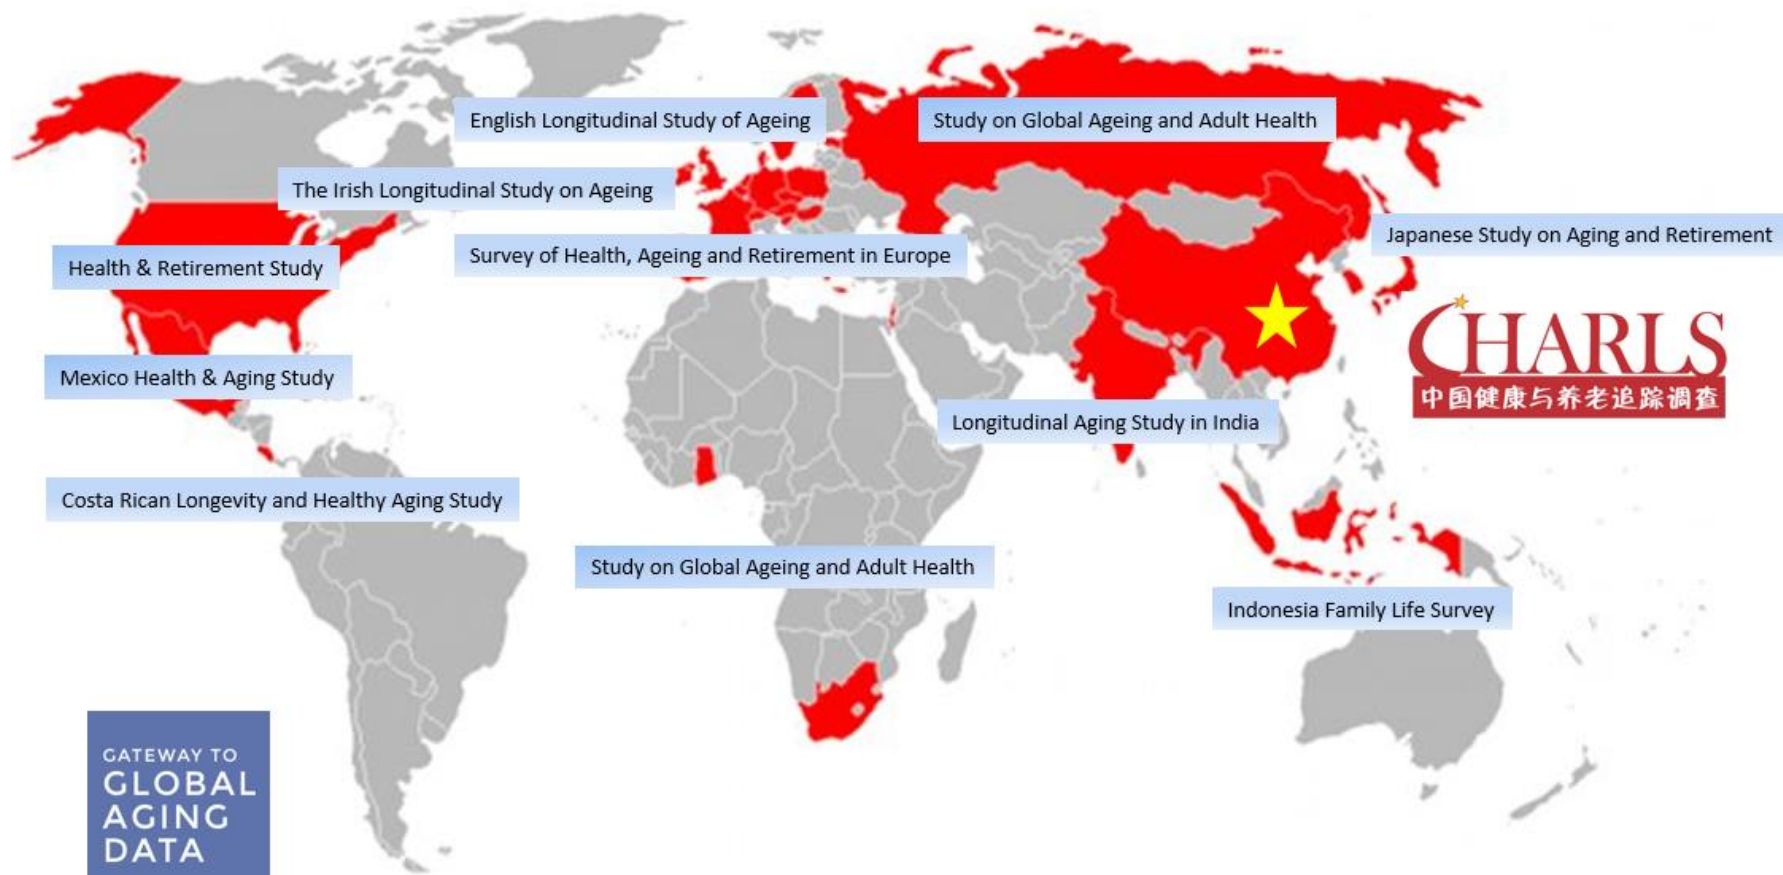 English Longitudinal Study of Ageing
Study on Global Ageing and Adult Health
The Irish Longitudinal Study on Ageing
Japanese Study on Aging and Retirement
Health & Retirement Study
Survey of Health, Ageing and Retirement in Europe
CHARLS
中国健康与养老追踪调查
Mexico Health & Aging Study
Longitudinal Aging Study in India
Costa Rican Longevity and Healthy Aging Study
Study on Global Ageing and Adult Health
Indonesia Family Life Survey
GATEWAY TO
GLOBAL
AGING
DATA